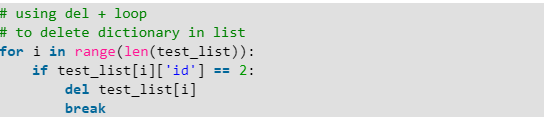 # using del + loop
# to delete dictionary in list
for i in range(len(test_list)):
    if test_list[i]['id'] == 2:
        del test_list[i]
        break